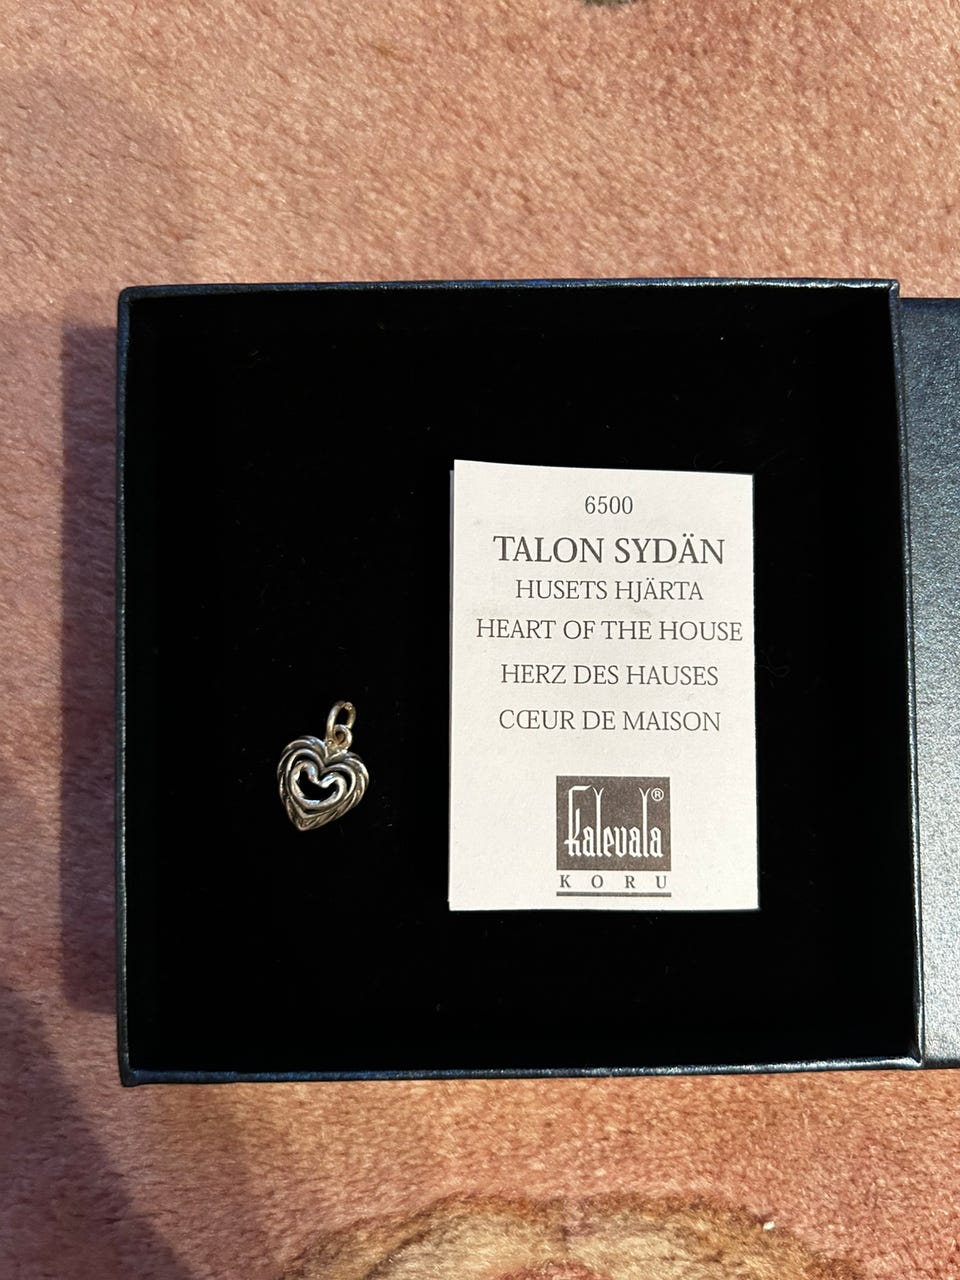 6500
TALON SYDÄN
HUSETS HJÄRTA
HEART OF THE HOUSE
HERZ DES HAUSES
CŒUR DE MAISON
Kalevala®
KORU